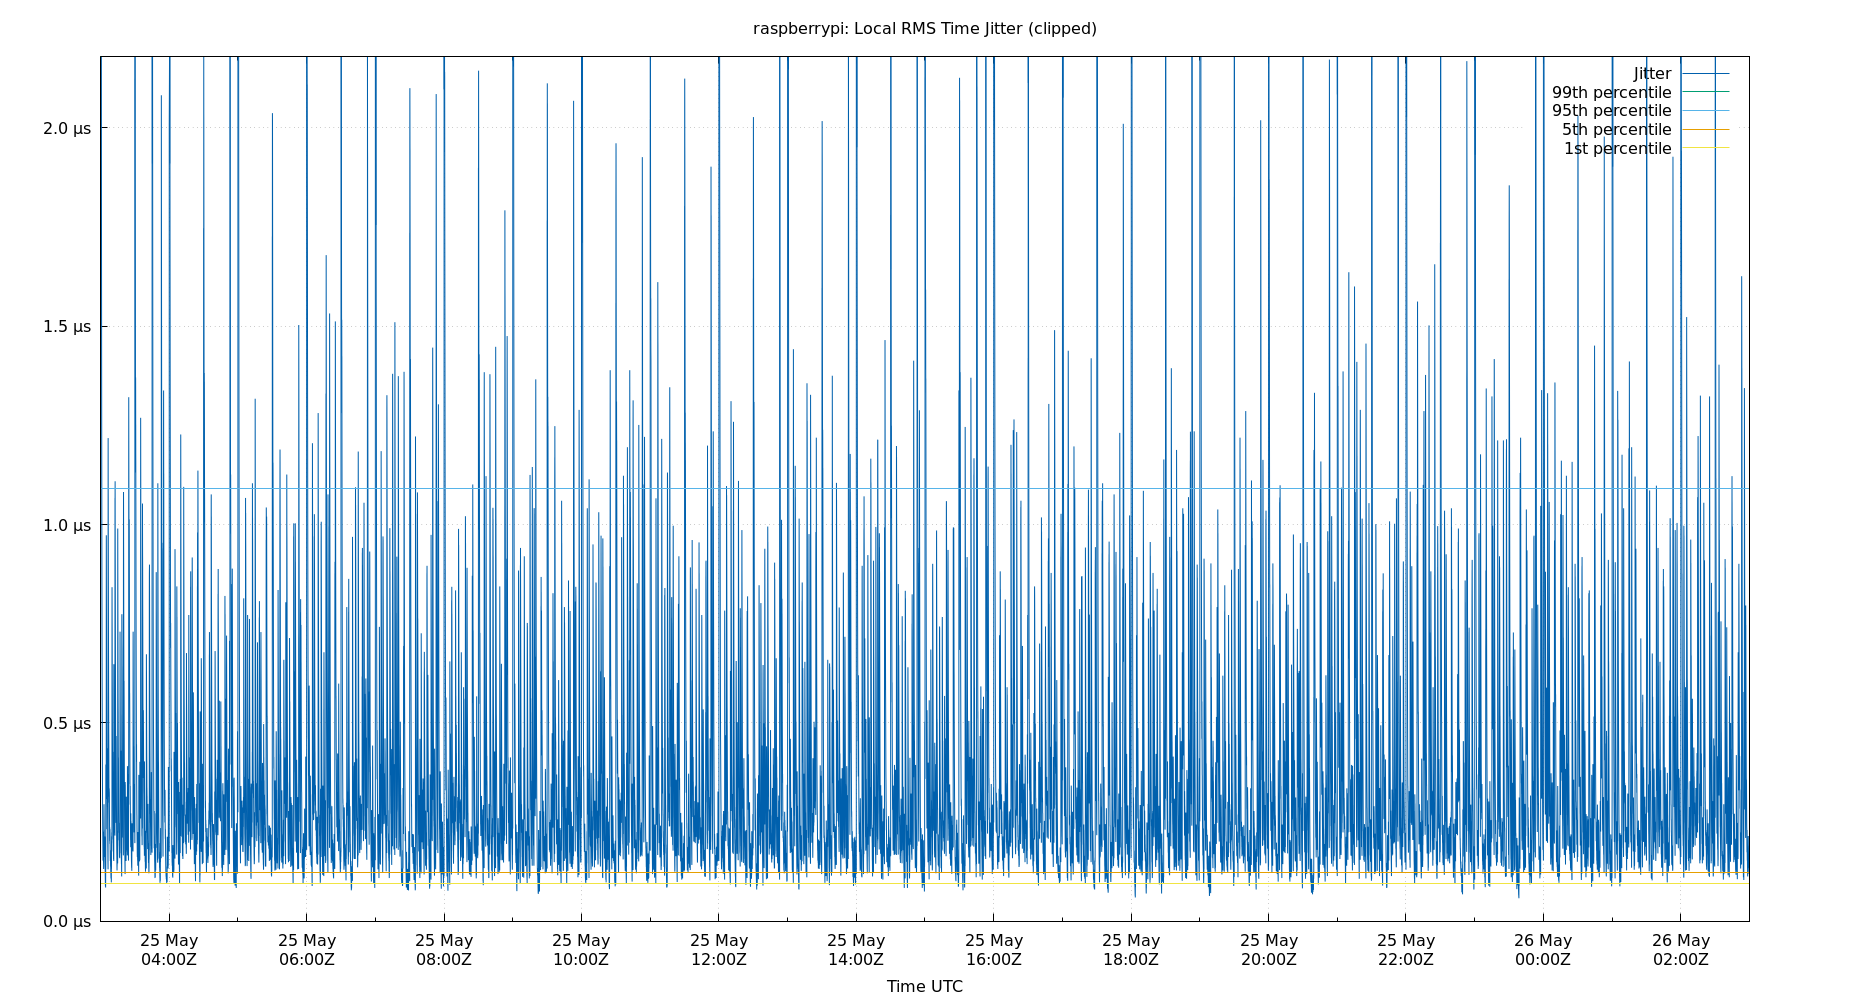 raspberrypi: Local RMS Time Jitter (clipped)
Jitter
99th percentile
95th percentile
5th percentile
1st percentile
2.0 µs
1.5 µs
1.0 µs
0.5 µs
0.0 µs
25 May 25 May 25 May 25 May 25 May 25 May 25 May 25 May 25 May 25 May 26 May 26 May
04:00Z 06:00Z 08:00Z 10:00Z 12:00Z 14:00Z 16:00Z 18:00Z 20:00Z 22:00Z 00:00Z 02:00Z
Time UTC